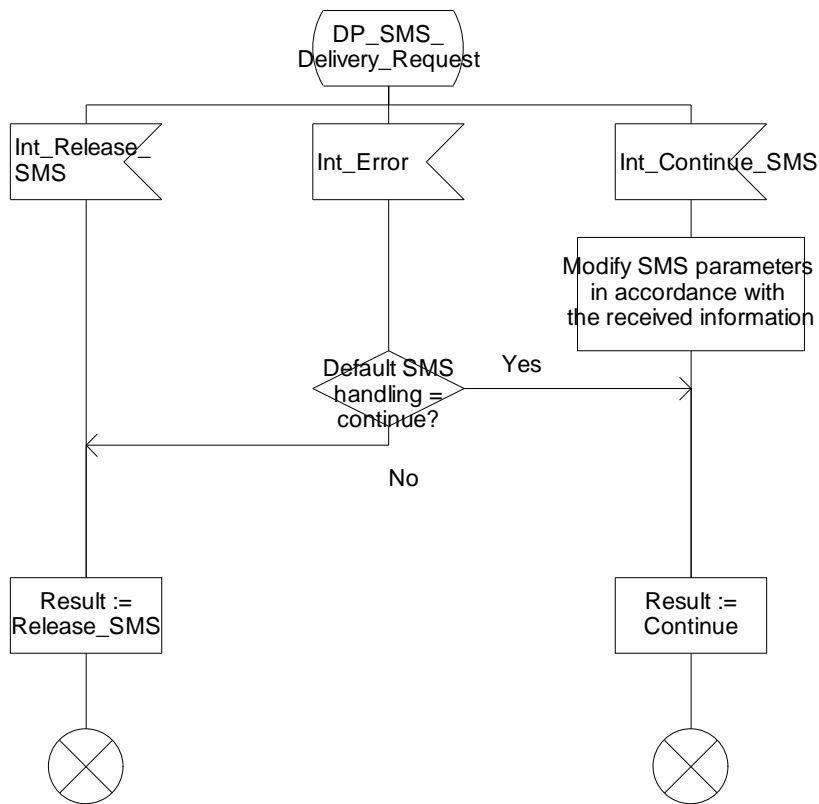 DP_SMS_
Delivery_Request
Int_Release_
SMS
Int_Error
Int_Continue_SMS
Modify SMS parameters
in accordance with
the received information
Default SMS
handling =
continue?
Yes
No
Result :=
Release_SMS
Result :=
Continue